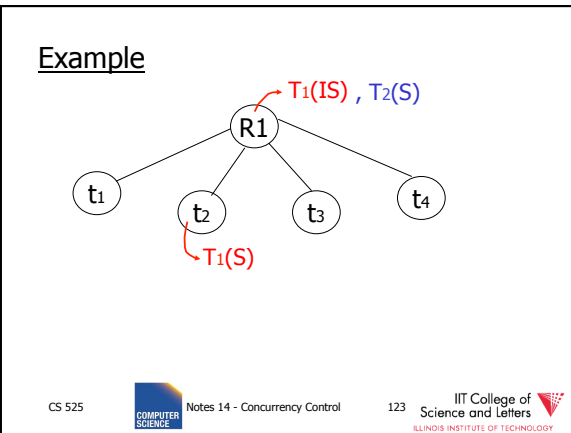 Example
T1(IS) , T2(S)
R1
t1
t2
t3
t4
T1(S)
CS 525
COMPUTER
SCIENCE
Notes 14 - Concurrency Control
123
IIT College of
Science and Letters
ILLINOIS INSTITUTE OF TECHNOLOGY